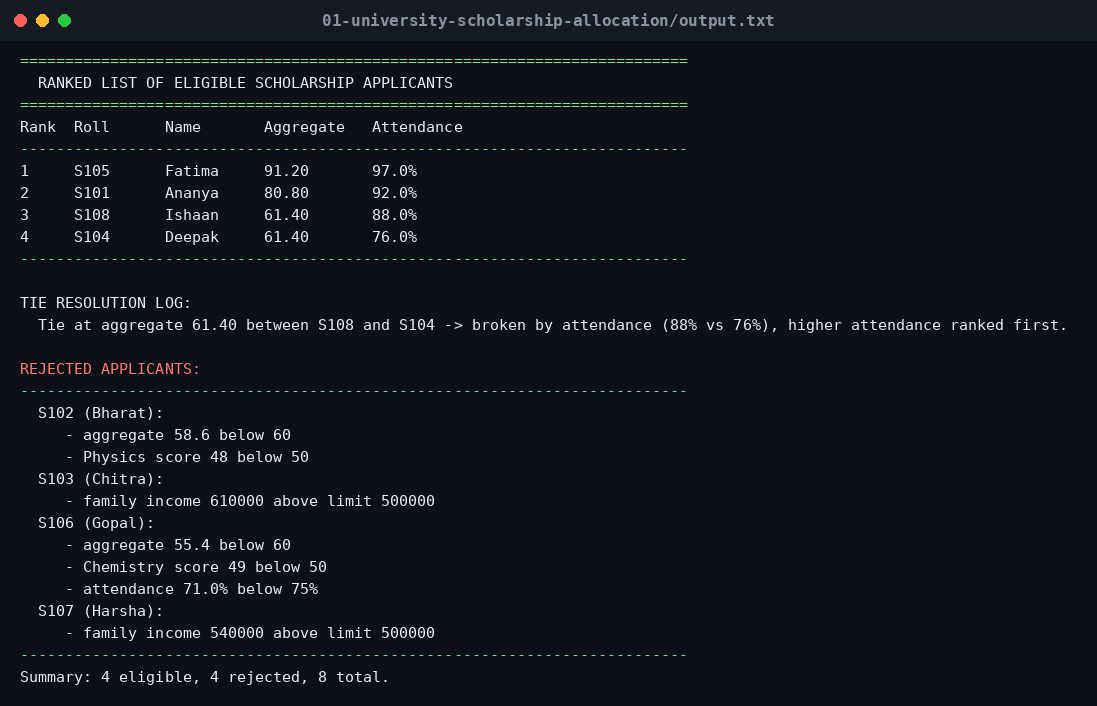 01-university-scholarship-allocation/output.txt
==========================================================================
  RANKED LIST OF ELIGIBLE SCHOLARSHIP APPLICANTS
==========================================================================
Rank  Roll      Name       Aggregate   Attendance
--------------------------------------------------------------------------
1     S105      Fatima     91.20       97.0%
2     S101      Ananya     80.80       92.0%
3     S108      Ishaan     61.40       88.0%
4     S104      Deepak     61.40       76.0%
--------------------------------------------------------------------------
TIE RESOLUTION LOG:
  Tie at aggregate 61.40 between S108 and S104 -> broken by attendance (88% vs 76%), higher attendance ranked first.
REJECTED APPLICANTS:
--------------------------------------------------------------------------
  S102 (Bharat):
     - aggregate 58.6 below 60
     - Physics score 48 below 50
  S103 (Chitra):
     - family income 610000 above limit 500000
  S106 (Gopal):
     - aggregate 55.4 below 60
     - Chemistry score 49 below 50
     - attendance 71.0% below 75%
  S107 (Harsha):
     - family income 540000 above limit 500000
--------------------------------------------------------------------------
Summary: 4 eligible, 4 rejected, 8 total.